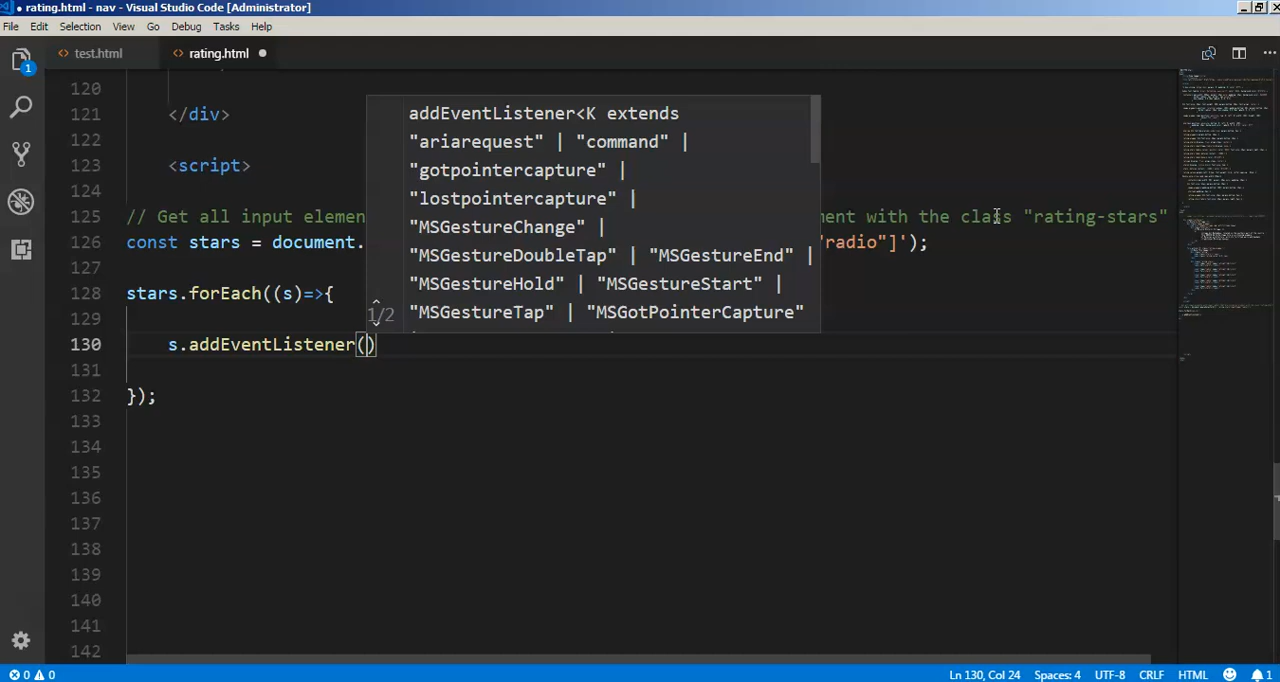 rating.html - nav - Visual Studio Code [Administrator]
File Edit Selection View Go Debug Tasks Help
test.html rating.html
1
120
121 </div>
122
123 <script>
124
125 // Get all input elemen ment with the class "rating-stars"
126 const stars = document. "radio"]');
127
128 stars.forEach((s)=>{
129
130 s.addEventListener()
131
132 });
133
134
135
136
137
138
139
140
141
142
1/2
addEventListener<K extends
"ariarequest" | "command" |
"gotpointercapture" |
"lostpointercapture" |
"MSGestureChange" |
"MSGestureDoubleTap" | "MSGestureEnd" |
"MSGestureHold" | "MSGestureStart" |
"MSGestureTap" | "MSGotPointerCapture"
0 0 Ln 130, Col 24 Spaces: 4 UTF-8 CRLF HTML 1